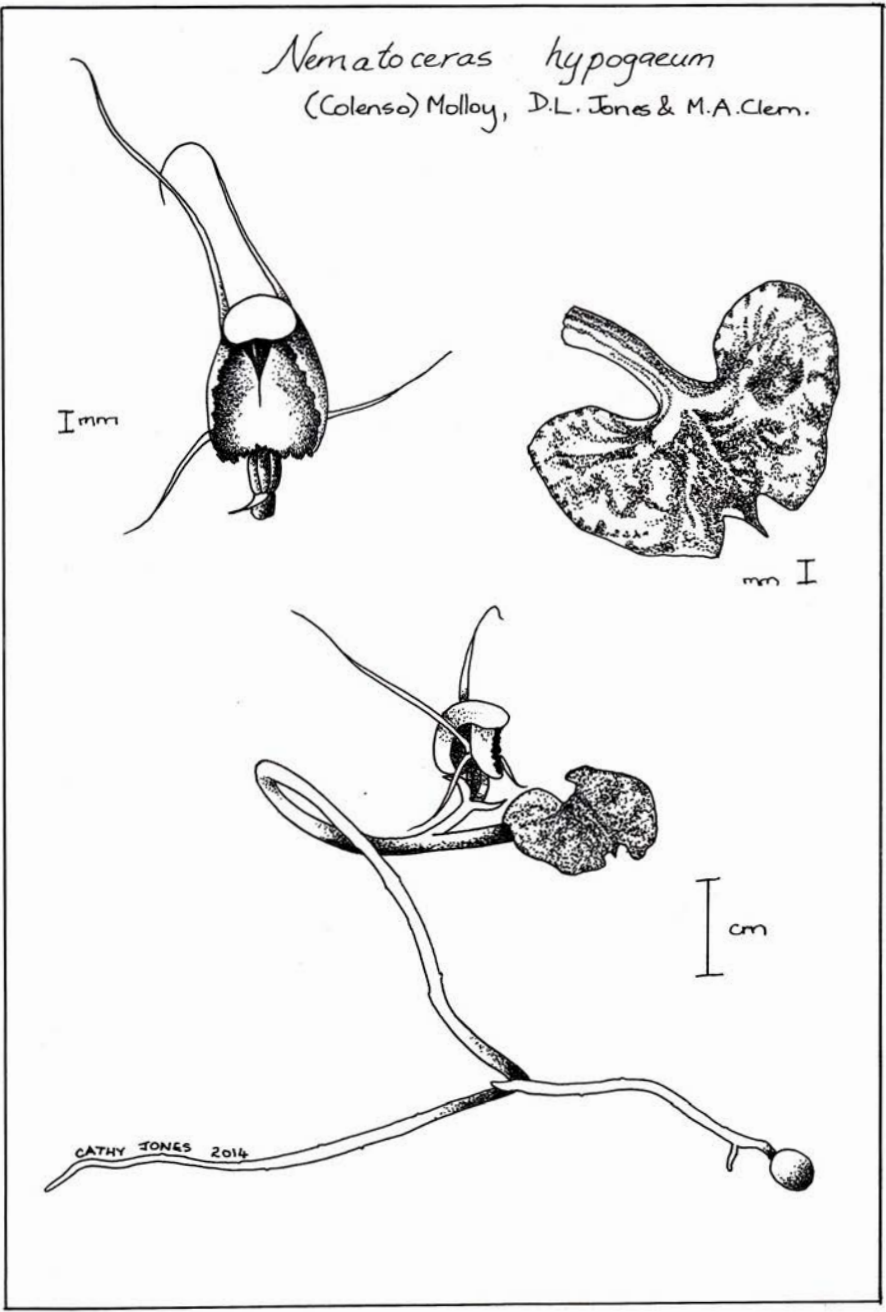 Nematoceras hypogaeum
(Colenso) Molloy, D.L. Jones & M.A.Clem.
mm
mm
cm
CATHY JONES 2014